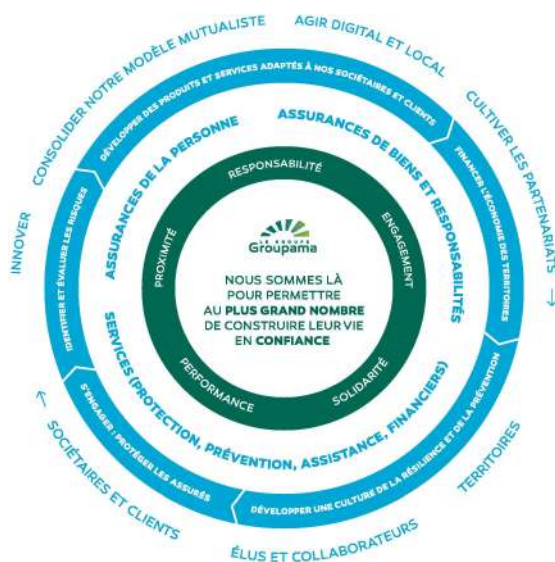 CONSOLIDER NOTRE MODÈLE MUTUALISTE
AGIR DIGITAL ET LOCAL
CULTIVER LES PARTENARIATS →
TERRITOIRES
ÉLUS ET COLLABORATEURS
← SOCIÉTAIRES ET CLIENTS
INNOVER
DÉVELOPPER DES PRODUITS ET SERVICES ADAPTÉS À NOS SOCIÉTAIRES ET CLIENTS
FINANCER L'ÉCONOMIE DES TERRITOIRES
DÉVELOPPER UNE CULTURE DE LA RÉSILIENCE ET DE LA PRÉVENTION
S'ENGAGER : PROTÉGER LES ASSURÉS
IDENTIFIER ET ÉVALUER LES RISQUES
ASSURANCES DE LA PERSONNE
ASSURANCES DE BIENS ET RESPONSABILITÉS
SERVICES (PROTECTION, PRÉVENTION, ASSISTANCE, FINANCIERS)
RESPONSABILITÉ
ENGAGEMENT
SOLIDARITÉ
PERFORMANCE
PROXIMITÉ
LE GROUPE
Groupama
NOUS SOMMES LÀ
POUR PERMETTRE
AU PLUS GRAND NOMBRE
DE CONSTRUIRE LEUR VIE
EN CONFIANCE